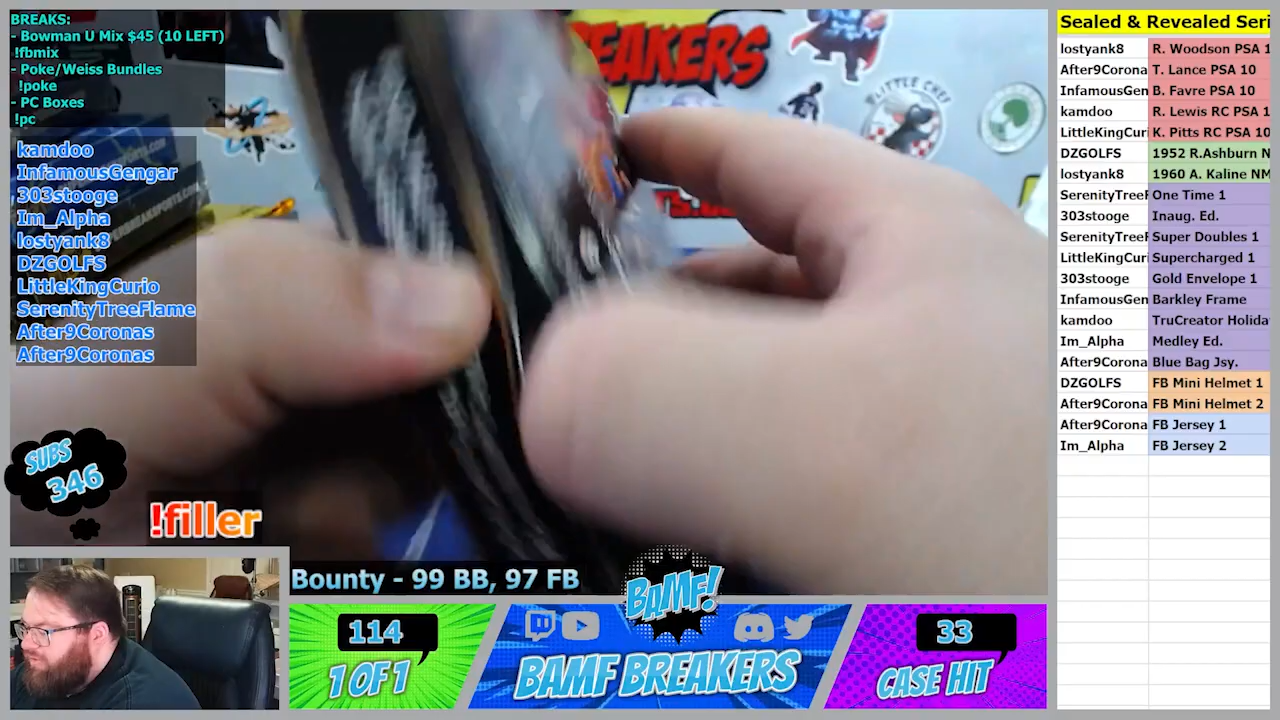 BREAKS:
- Bowman U Mix $45 (10 LEFT)
!fbmix
- Poke/Weiss Bundles
!poke
- PC Boxes
!pc
kamdoo
InfamousGengar
303stooge
Im_Alpha
lostyank8
DZGOLFS
LittleKingCurio
SerenityTreeFlame
After9Coronas
After9Coronas
SUBS
346
!filler
EAKERS
LITTLE CHEF
Bounty - 99 BB, 97 FB
BAMF!
114
1 OF 1
BAMF BREAKERS
33
CASE HIT
Sealed & Revealed Seri
lostyank8 R. Woodson PSA 1
After9Corona T. Lance PSA 10
InfamousGen B. Favre PSA 10
kamdoo R. Lewis RC PSA 1
LittleKingCuri K. Pitts RC PSA 10
DZGOLFS 1952 R.Ashburn N
lostyank8 1960 A. Kaline NM
SerenityTreeF One Time 1
303stooge Inaug. Ed.
SerenityTreeF Super Doubles 1
LittleKingCuri Supercharged 1
303stooge Gold Envelope 1
InfamousGen Barkley Frame
kamdoo TruCreator Holida
Im_Alpha Medley Ed.
After9Corona Blue Bag Jsy.
DZGOLFS FB Mini Helmet 1
After9Corona FB Mini Helmet 2
After9Corona FB Jersey 1
Im_Alpha FB Jersey 2